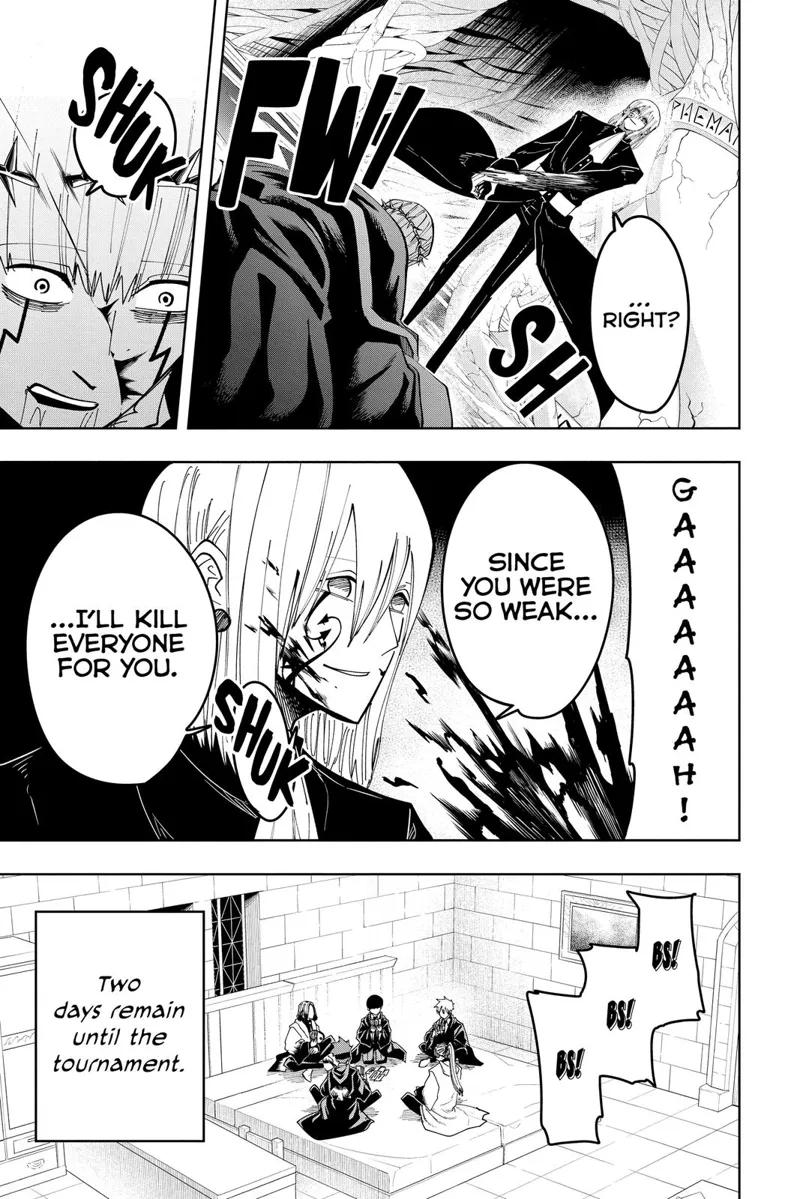 FWI
SH
PHEMAI
...
RIGHT?
SHUK
GAAAAAAAH!
SINCE
YOU WERE
SO WEAK...
...I'LL KILL
EVERYONE
FOR YOU.
SHUK
BS!
BS!
BS!
Two
days remain
until the
tournament.